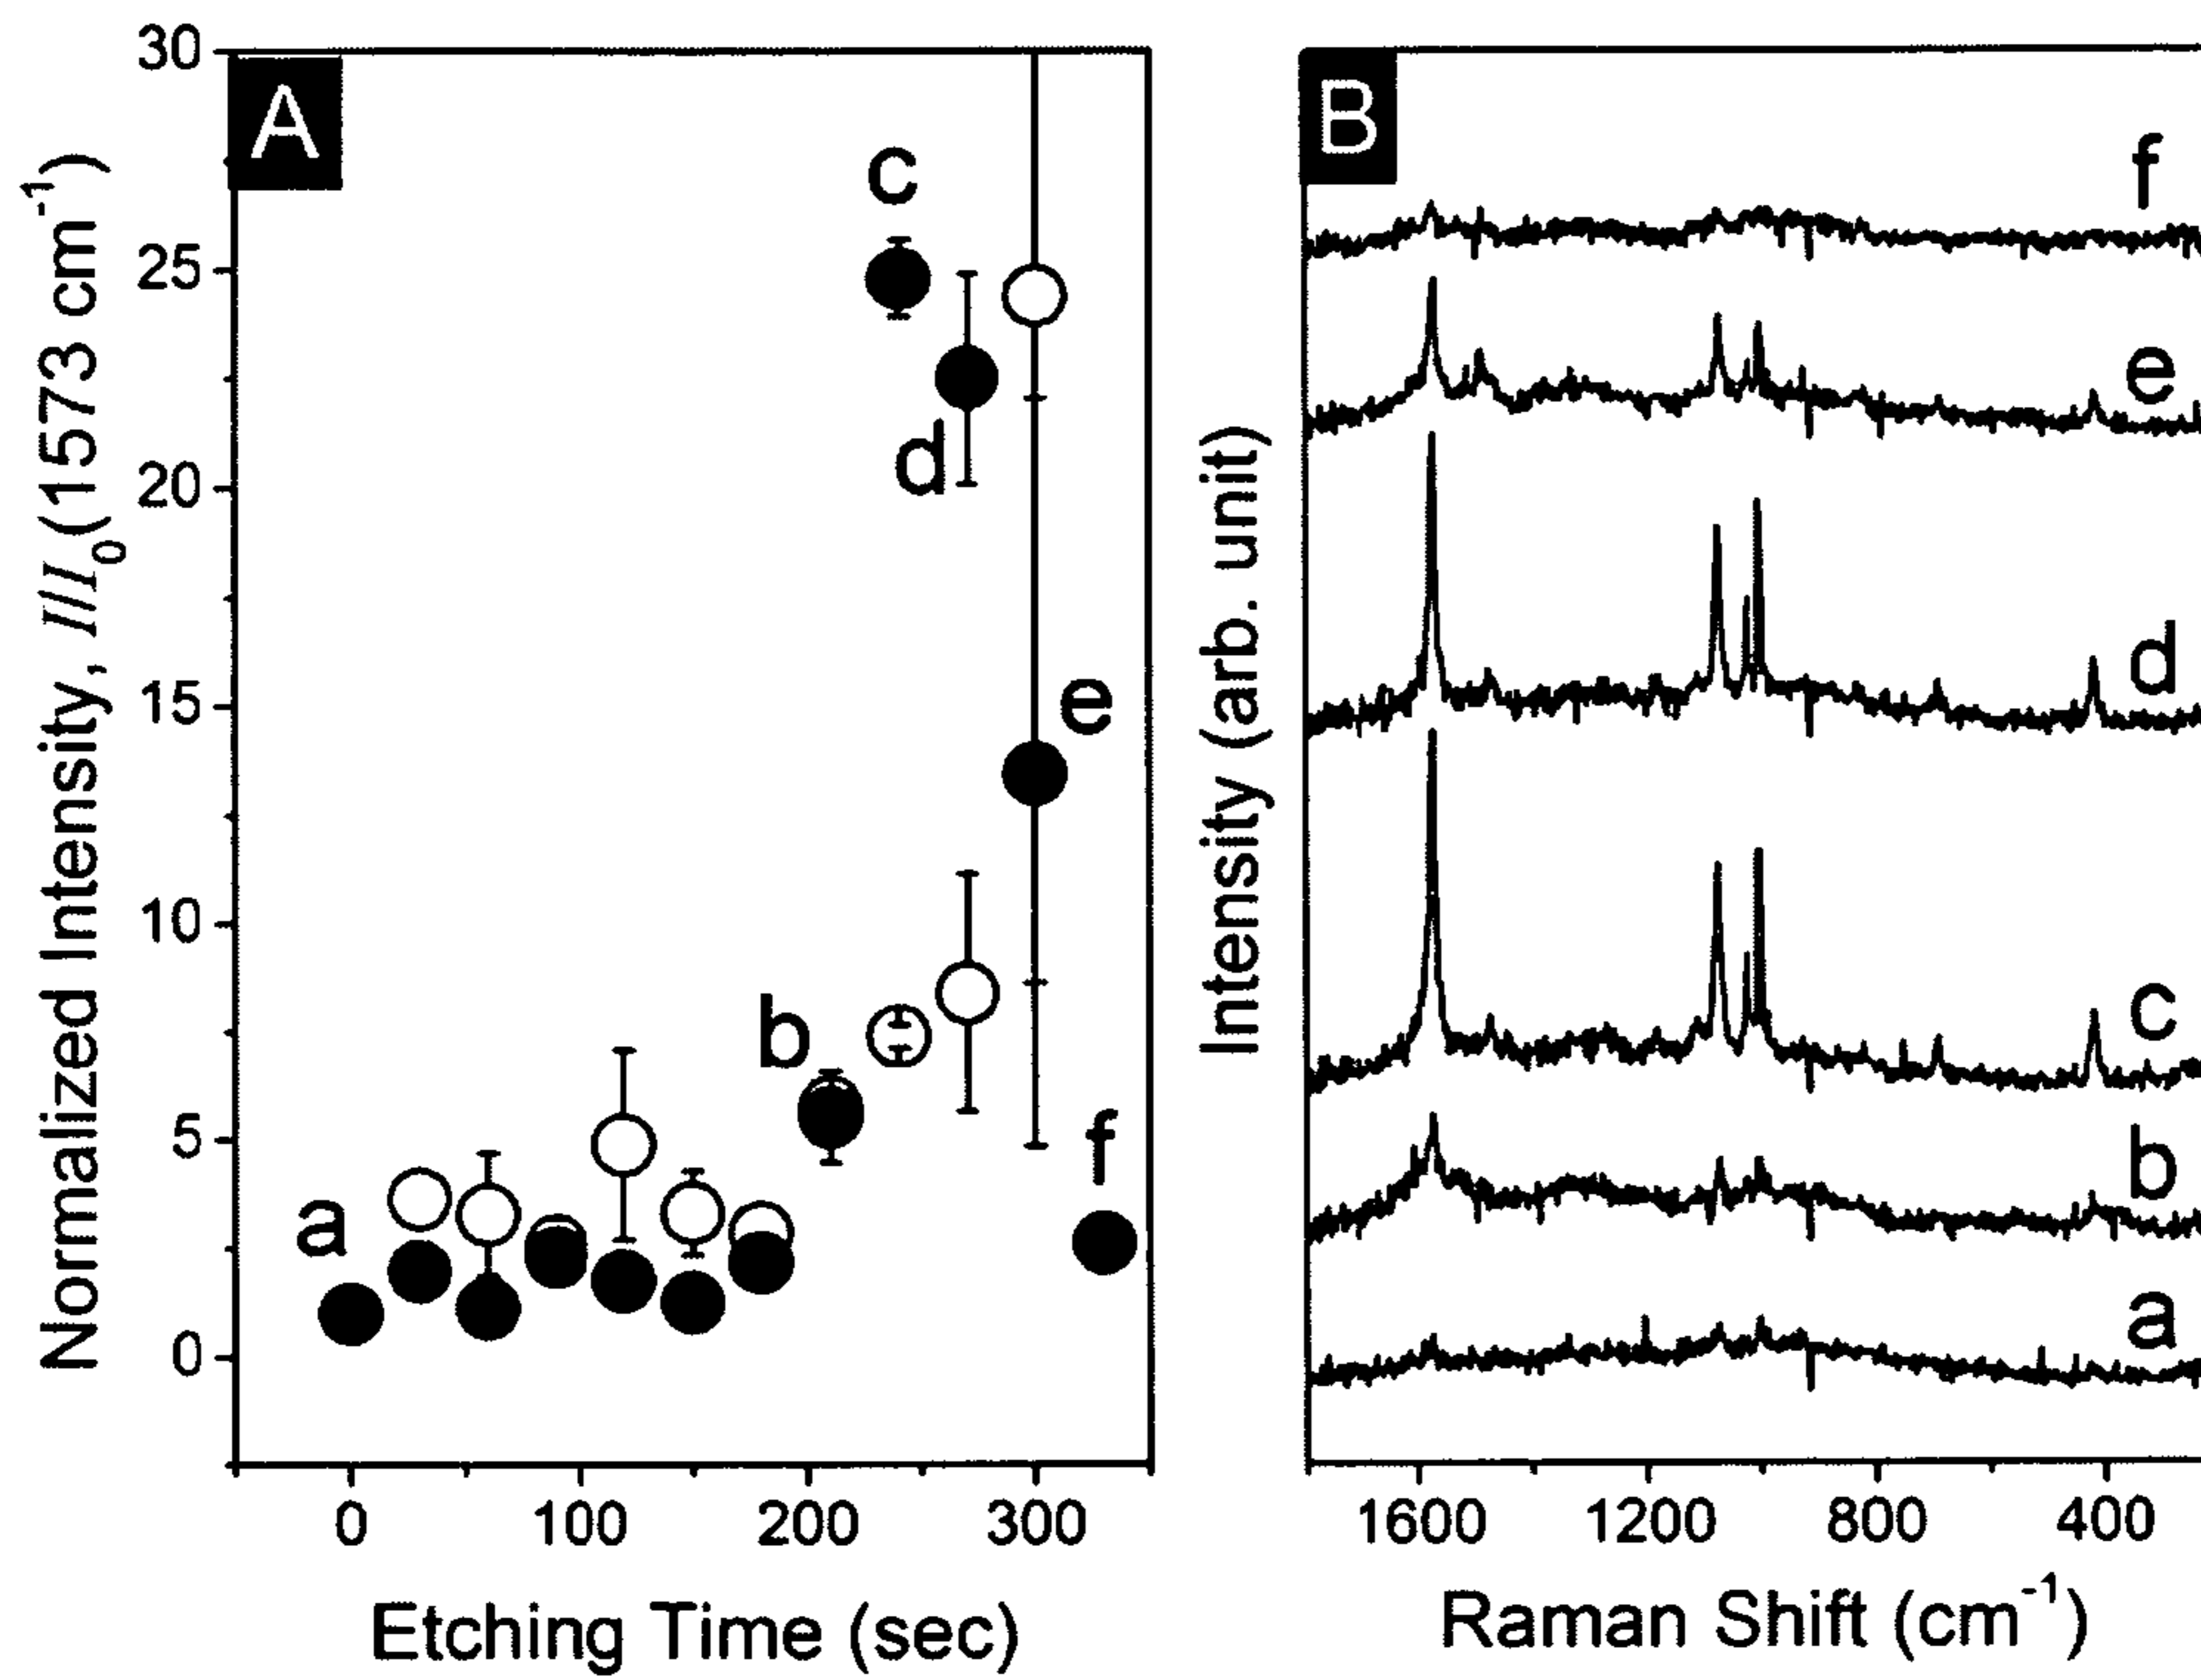 A
Normalized Intensity, I/I₀(1573 cm⁻¹)
30
25
20
15
10
5
0
a
b
c
d
e
f
0 100 200 300
Etching Time (sec)
B
Intensity (arb. unit)
f
e
d
c
b
a
1600 1200 800 400
Raman Shift (cm⁻¹)